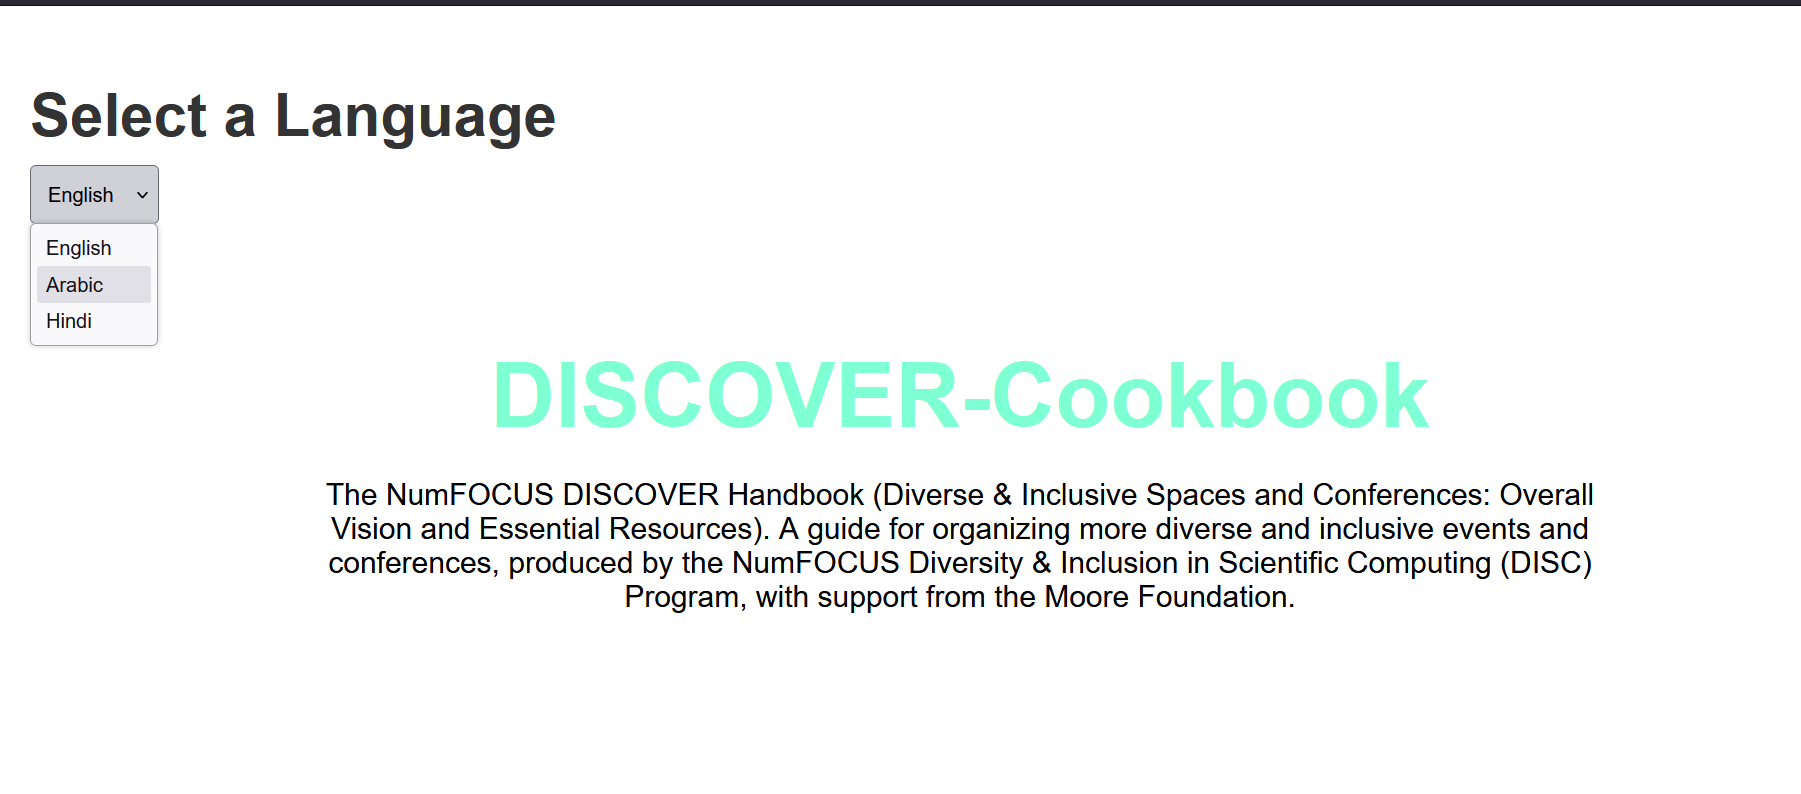 Select a Language
English
English
Arabic
Hindi
DISCOVER-Cookbook
The NumFOCUS DISCOVER Handbook (Diverse & Inclusive Spaces and Conferences: Overall
Vision and Essential Resources). A guide for organizing more diverse and inclusive events and
conferences, produced by the NumFOCUS Diversity & Inclusion in Scientific Computing (DISC)
Program, with support from the Moore Foundation.